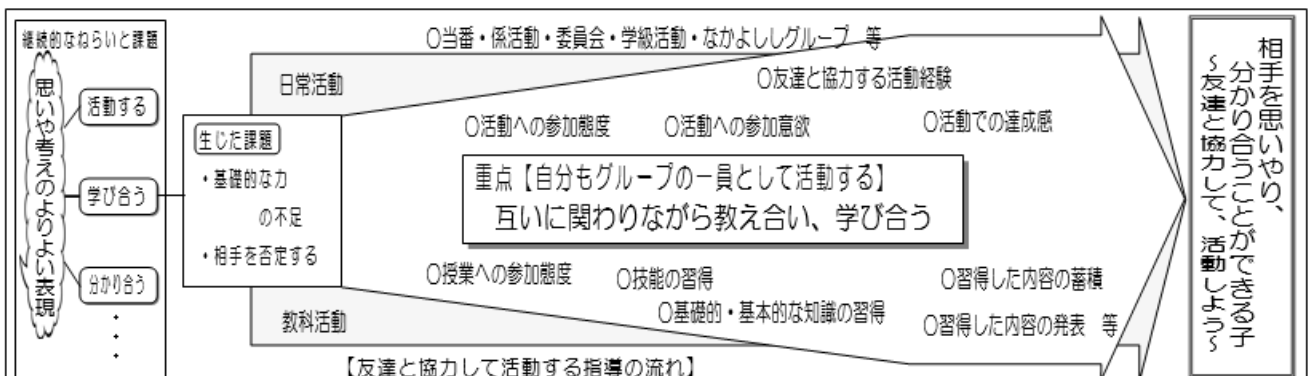 継続的なねらいと課題
思いや考えのよりよい表現
活動する
学び合う
分かり合う
・
・
・
生じた課題
・基礎的な力
の不足
・相手を否定する
〇当番・係活動・委員会・学級活動・なかよししグループ 等
日常活動
〇友達と協力する活動経験
〇活動への参加態度
〇活動への参加意欲
〇活動での達成感
重点【自分もグループの一員として活動する】
互いに関わりながら教え合い、学び合う
〇授業への参加態度
〇技能の習得
〇習得した内容の蓄積
〇基礎的・基本的な知識の習得
〇習得した内容の発表 等
教科活動
【友達と協力して活動する指導の流れ】
相手を思いやり、
分かり合うことができる子
~友達と協力して、活動しよう~